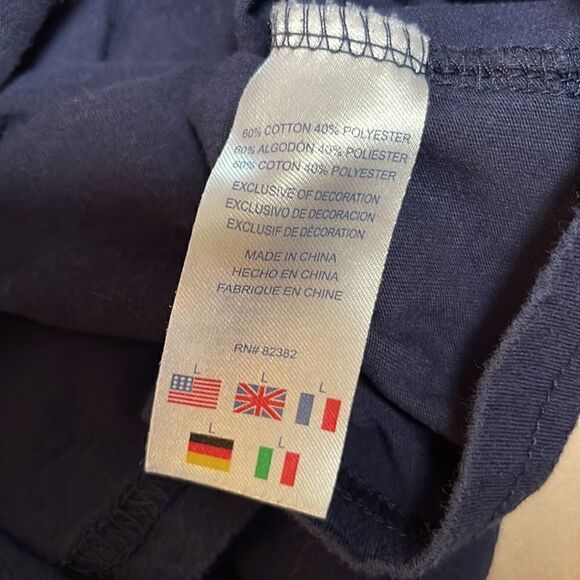 60% COTTON 40% POLYESTER
60% ALGODÓN 40% POLIESTER
60% COTON 40% POLYESTER
EXCLUSIVE OF DECORATION
EXCLUSIVO DE DECORACION
EXCLUSIF DE DÉCORATION
MADE IN CHINA
HECHO EN CHINA
FABRIQUE EN CHINE
RN# 82382
L L L
L L